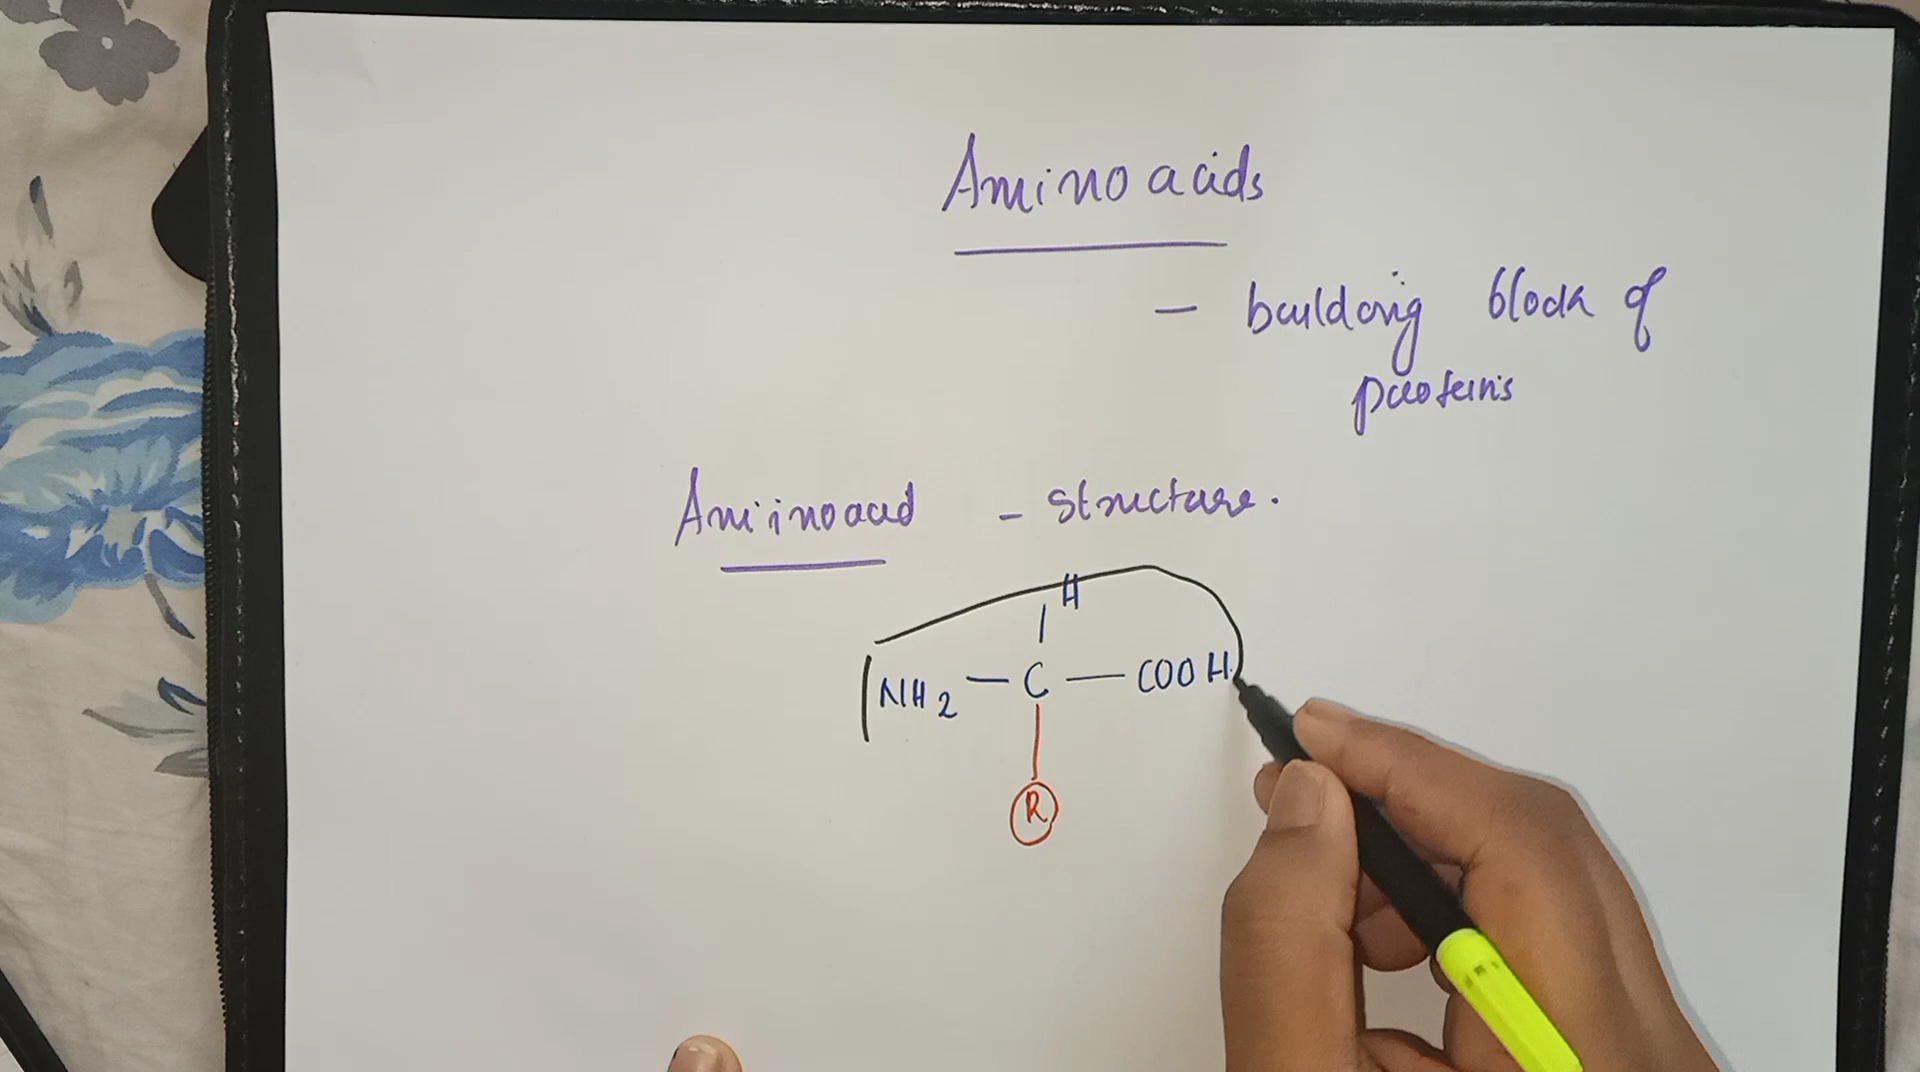 Amino acids
- building block of
proteins
Aminoacid - structure.
H
NH2 - C - COOH
R